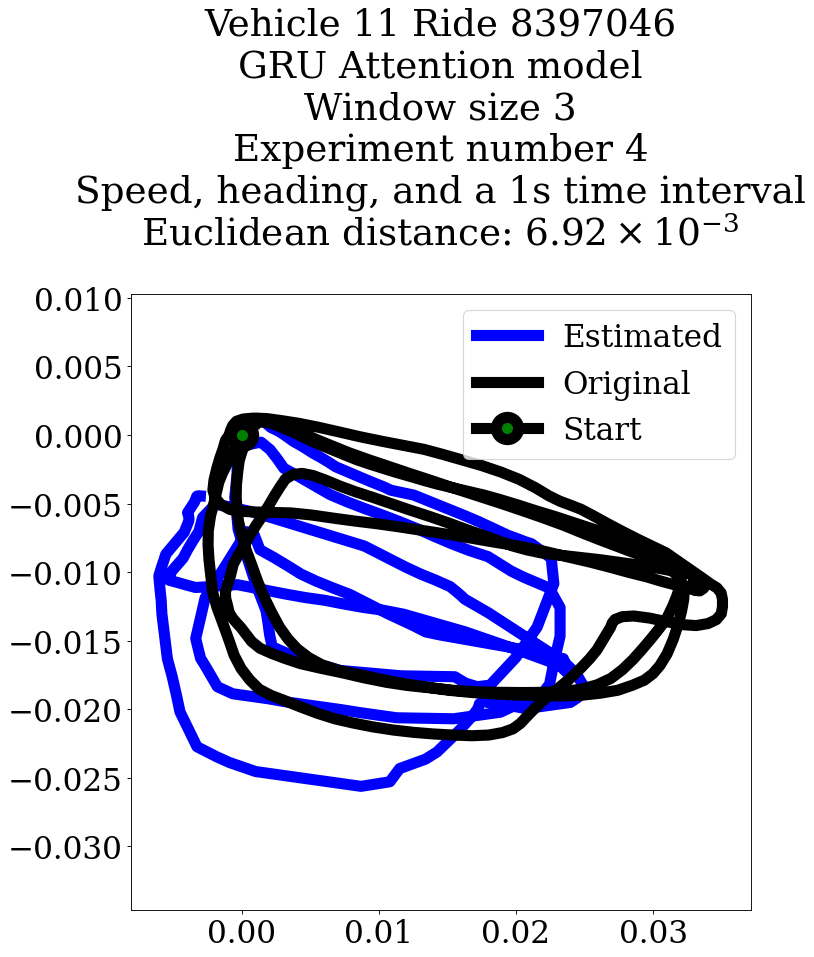 Vehicle 11 Ride 8397046
GRU Attention model
Window size 3
Experiment number 4
Speed, heading, and a 1s time interval
Euclidean distance: 6.92 × 10⁻³
0.010
0.005
0.000
−0.005
−0.010
−0.015
−0.020
−0.025
−0.030
Estimated
Original
Start
0.00 0.01 0.02 0.03